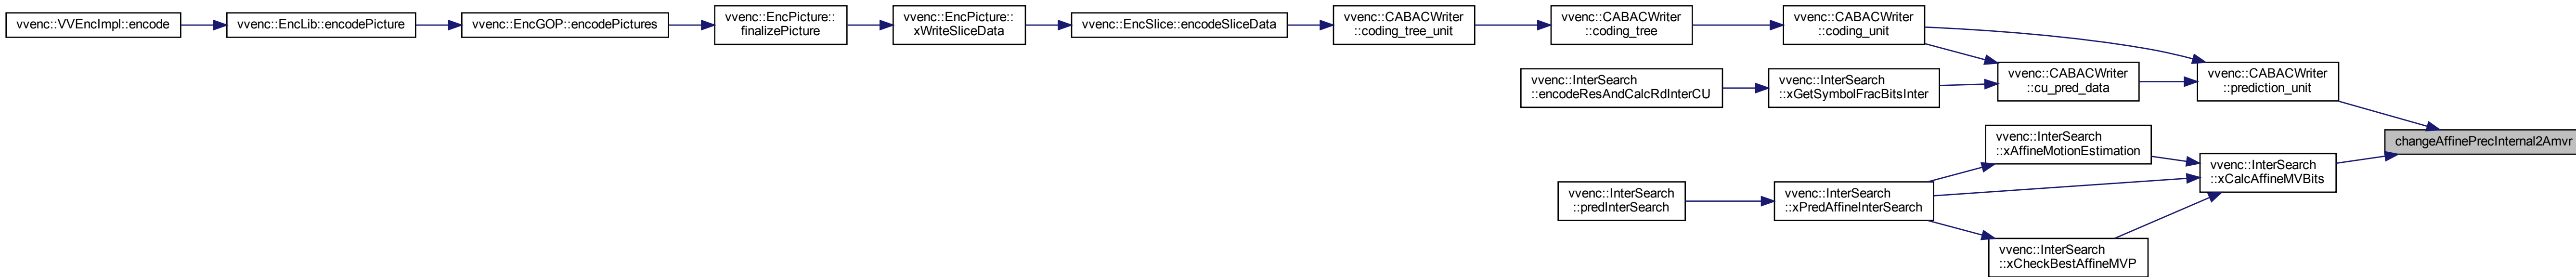 vvenc::VVEncImpl::encode
vvenc::EncLib::encodePicture
vvenc::EncGOP::encodePictures
vvenc::EncPicture::
finalizePicture
vvenc::EncPicture::
xWriteSliceData
vvenc::EncSlice::encodeSliceData
vvenc::CABACWriter
::coding_tree_unit
vvenc::CABACWriter
::coding_tree
vvenc::CABACWriter
::coding_unit
vvenc::InterSearch
::encodeResAndCalcRdInterCU
vvenc::InterSearch
::xGetSymbolFracBitsInter
vvenc::CABACWriter
::cu_pred_data
vvenc::CABACWriter
::prediction_unit
changeAffinePrecInternal2Amvr
vvenc::InterSearch
::xAffineMotionEstimation
vvenc::InterSearch
::xCalcAffineMVBits
vvenc::InterSearch
::predInterSearch
vvenc::InterSearch
::xPredAffineInterSearch
vvenc::InterSearch
::xCheckBestAffineMVP